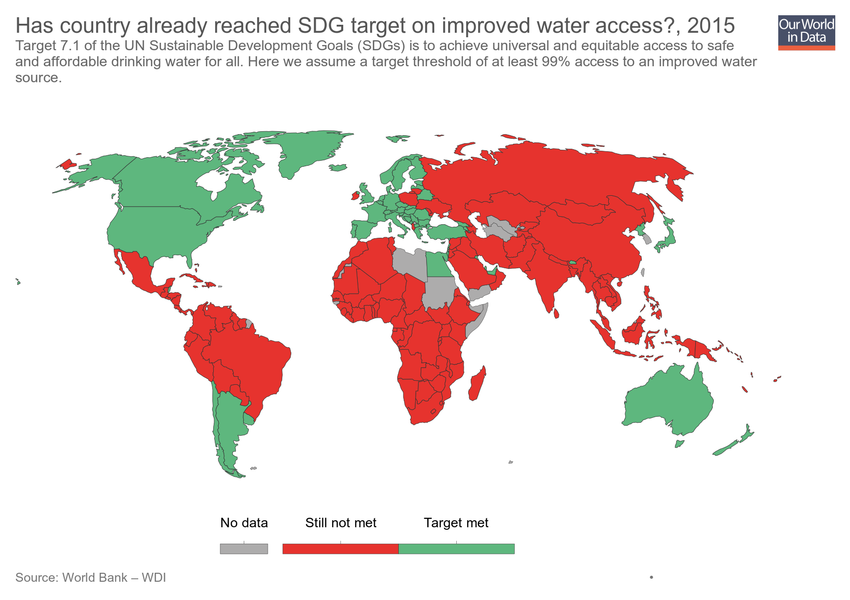 Has country already reached SDG target on improved water access?, 2015
Our World
in Data
Target 7.1 of the UN Sustainable Development Goals (SDGs) is to achieve universal and equitable access to safe
and affordable drinking water for all. Here we assume a target threshold of at least 99% access to an improved water
source.
No data
Still not met
Target met
Source: World Bank – WDI